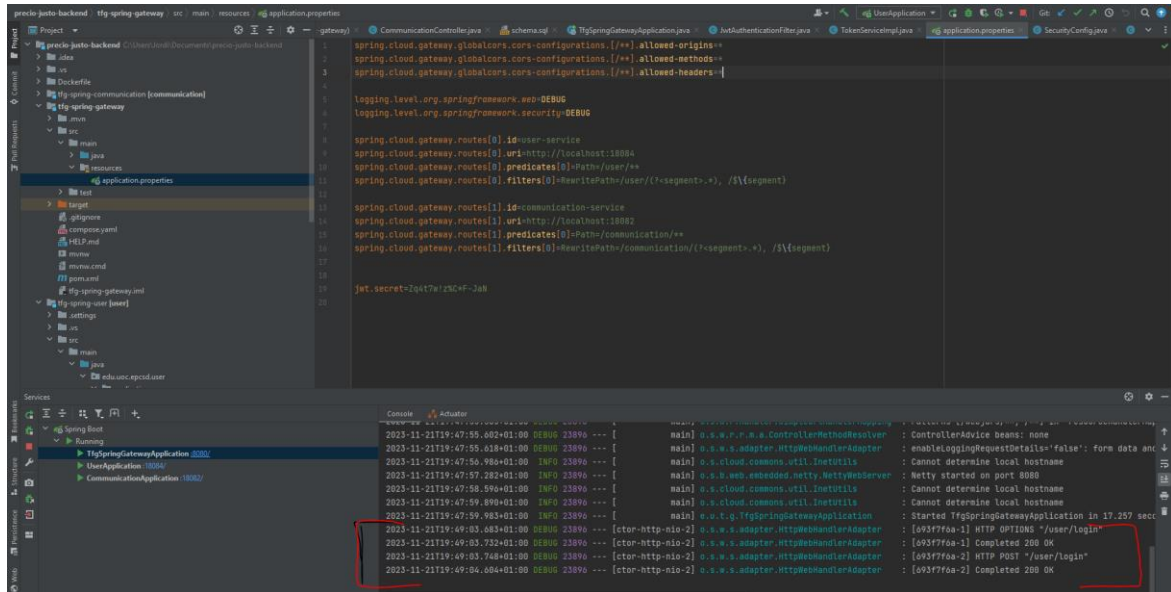 precio-justo-backend tfg-spring-gateway src main resources application.properties
UserApplication
Git:
Project
-gateway)
CommunicationController.java
schema.sql
TfgSpringGatewayApplication.java
JwtAuthenticationFilter.java
TokenServiceImpl.java
application.properties
SecurityConfig.java
precio-justo-backend
.idea
.vs
Dockerfile
tfg-spring-communication [communication]
tfg-spring-gateway
.mvn
src
main
java
resources
application.properties
test
target
.gitignore
compose.yaml
HELP.md
mvnw
mvnw.cmd
pom.xml
tfg-spring-gateway.iml
tfg-spring-user [user]
.settings
.vs
src
main
java
edu.uoc.epcsd.user
Project
Commit
Pull Requests
Bookmarks
Structure
Persistence
Web
spring.cloud.gateway.globalcors.cors-configurations.[/**].allowed-origins=*
spring.cloud.gateway.globalcors.cors-configurations.[/**].allowed-methods=*
spring.cloud.gateway.globalcors.cors-configurations.[/**].allowed-headers=*
logging.level.org.springframework.web=DEBUG
logging.level.org.springframework.security=DEBUG
spring.cloud.gateway.routes[0].id=user-service
spring.cloud.gateway.routes[0].uri=http://localhost:18084
spring.cloud.gateway.routes[0].predicates[0]=Path=/user/**
spring.cloud.gateway.routes[0].filters[0]=RewritePath=/user/(?<segment>.*), /$\{segment}
spring.cloud.gateway.routes[1].id=communication-service
spring.cloud.gateway.routes[1].uri=http://localhost:18082
spring.cloud.gateway.routes[1].predicates[0]=Path=/communication/**
spring.cloud.gateway.routes[1].filters[0]=RewritePath=/communication/(?<segment>.*), /$\{segment}
Services
Spring Boot
Running
TfgSpringGatewayApplication :8080/
UserApplication :18084/
CommunicationApplication :18082/
Console Actuator
2023-11-21T19:47:55.602+01:00 DEBUG 23896 --- [ main] o.s.w.r.r.m.a.ControllerMethodResolver : ControllerAdvice beans: none
2023-11-21T19:47:55.719+01:00 DEBUG 23896 --- [ main] o.s.w.s.adapter.HttpWebHandlerAdapter : enableLoggingRequestDetails='false': form data and
2023-11-21T19:47:56.986+01:00 INFO 23896 --- [ main] o.s.cloud.commons.util.InetUtils : Cannot determine local hostname
2023-11-21T19:47:57.282+01:00 INFO 23896 --- [ main] o.s.b.web.embedded.netty.NettyWebServer : Netty started on port 8080
2023-11-21T19:47:58.596+01:00 INFO 23896 --- [ main] o.s.cloud.commons.util.InetUtils : Cannot determine local hostname
2023-11-21T19:47:59.890+01:00 INFO 23896 --- [ main] o.s.cloud.commons.util.InetUtils : Cannot determine local hostname
2023-11-21T19:47:59.983+01:00 INFO 23896 --- [ main] e.u.t.g.TfgSpringGatewayApplication : Started TfgSpringGatewayApplication in 17.257 sec
2023-11-21T19:49:03.683+01:00 DEBUG 23896 --- [ctor-http-nio-2] o.s.w.s.adapter.HttpWebHandlerAdapter : [693f7f6a-1] HTTP OPTIONS "/user/login"
2023-11-21T19:49:03.732+01:00 DEBUG 23896 --- [ctor-http-nio-2] o.s.w.s.adapter.HttpWebHandlerAdapter : [693f7f6a-1] Completed 200 OK
2023-11-21T19:49:03.748+01:00 DEBUG 23896 --- [ctor-http-nio-2] o.s.w.s.adapter.HttpWebHandlerAdapter : [693f7f6a-2] HTTP POST "/user/login"
2023-11-21T19:49:04.604+01:00 DEBUG 23896 --- [ctor-http-nio-2] o.s.w.s.adapter.HttpWebHandlerAdapter : [693f7f6a-2] Completed 200 OK